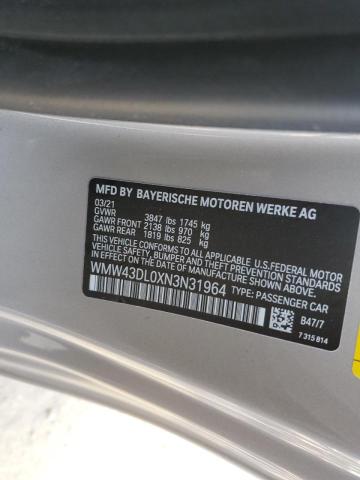 MFD BY BAYERISCHE MOTOREN WERKE AG
03/21
GVWR 3847 lbs 1745 kg
GAWR FRONT 2138 lbs 970 kg
GAWR REAR 1819 lbs 825 kg
THIS VEHICLE CONFORMS TO ALL APPLICABLE U.S.FEDERAL MOTOR
VEHICLE SAFETY, BUMPER, AND THEFT PREVENTION STANDARDS
IN EFFECT ON THE DATE OF MANUFACTURE SHOWN ABOVE.
WMW43DL0XN3N31964 TYPE: PASSENGER CAR
B47/7
7 315 814